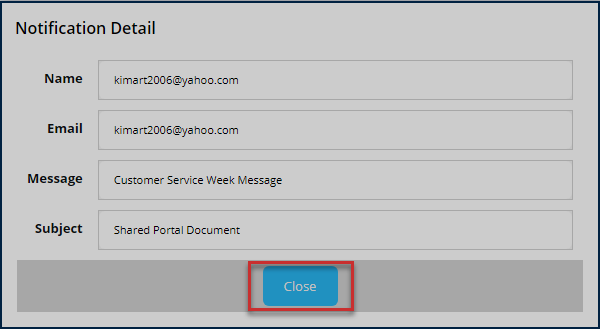 Notification Detail
Name kimart2006@yahoo.com
Email kimart2006@yahoo.com
Message Customer Service Week Message
Subject Shared Portal Document
Close